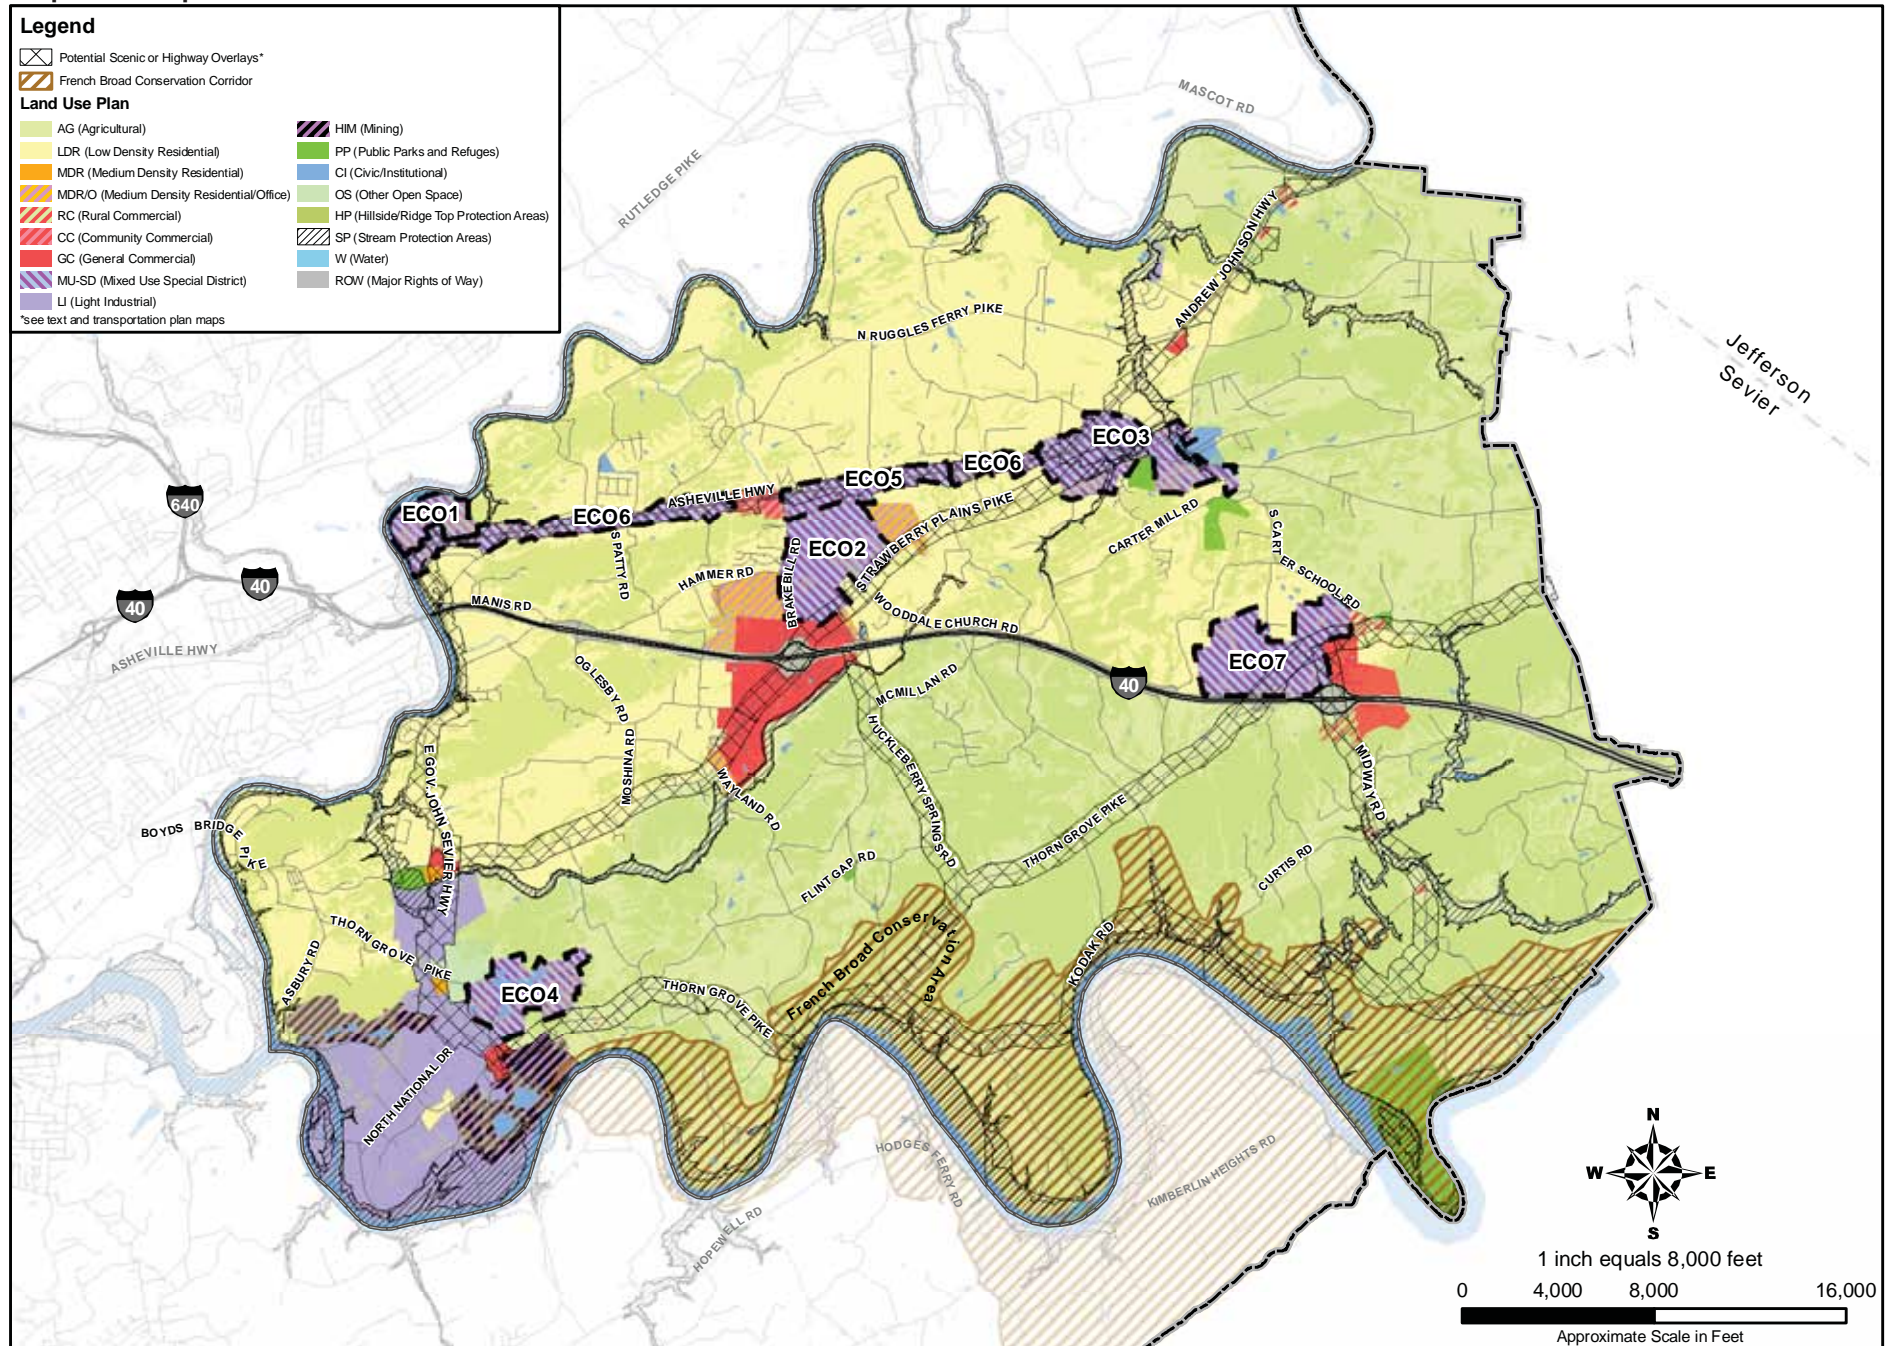 Legend
Potential Scenic or Highway Overlays*
French Broad Conservation Corridor
Land Use Plan
AG (Agricultural)
LDR (Low Density Residential)
MDR (Medium Density Residential)
MDR/O (Medium Density Residential/Office)
RC (Rural Commercial)
CC (Community Commercial)
GC (General Commercial)
MU-SD (Mixed Use Special District)
LI (Light Industrial)
HIM (Mining)
PP (Public Parks and Refuges)
CI (Civic/Institutional)
OS (Other Open Space)
HP (Hillside/Ridge Top Protection Areas)
SP (Stream Protection Areas)
W (Water)
ROW (Major Rights of Way)
*see text and transportation plan maps
MASCOT RD
RUTLEDGE PIKE
ANDREW JOHNSON HWY
N RUGGLES FERRY PIKE
Jefferson
Sevier
ECO3
ECO6
ECO5
ASHEVILLE HWY
ECO6
ECO1
640
40
40
ASHEVILLE HWY
S PATTY RD
HAMMER RD
BRAKEBILL RD
ECO2
STRAWBERRY PLAINS PIKE
CARTER MILL RD
S CARTER SCHOOL RD
MANIS RD
WOODDALE CHURCH RD
ECO7
40
OGLESBY RD
MOSHINA RD
MCMILLAN RD
HUCKLEBERRY SPRINGS RD
WAYLAND RD
MIDWAY RD
E GOV. JOHN SEVIER HWY
BOYDS BRIDGE PIKE
THORN GROVE PIKE
FLINT GAP RD
CURTIS RD
THORN GROVE PIKE
ASBURY RD
ECO4
THORN GROVE PIKE
French Broad Conservation Area
KODAK RD
NORTH NATIONAL DR
HODGES FERRY RD
KIMBERLIN HEIGHTS RD
HOPEWELL RD
N
W E
S
1 inch equals 8,000 feet
0 4,000 8,000 16,000
Approximate Scale in Feet